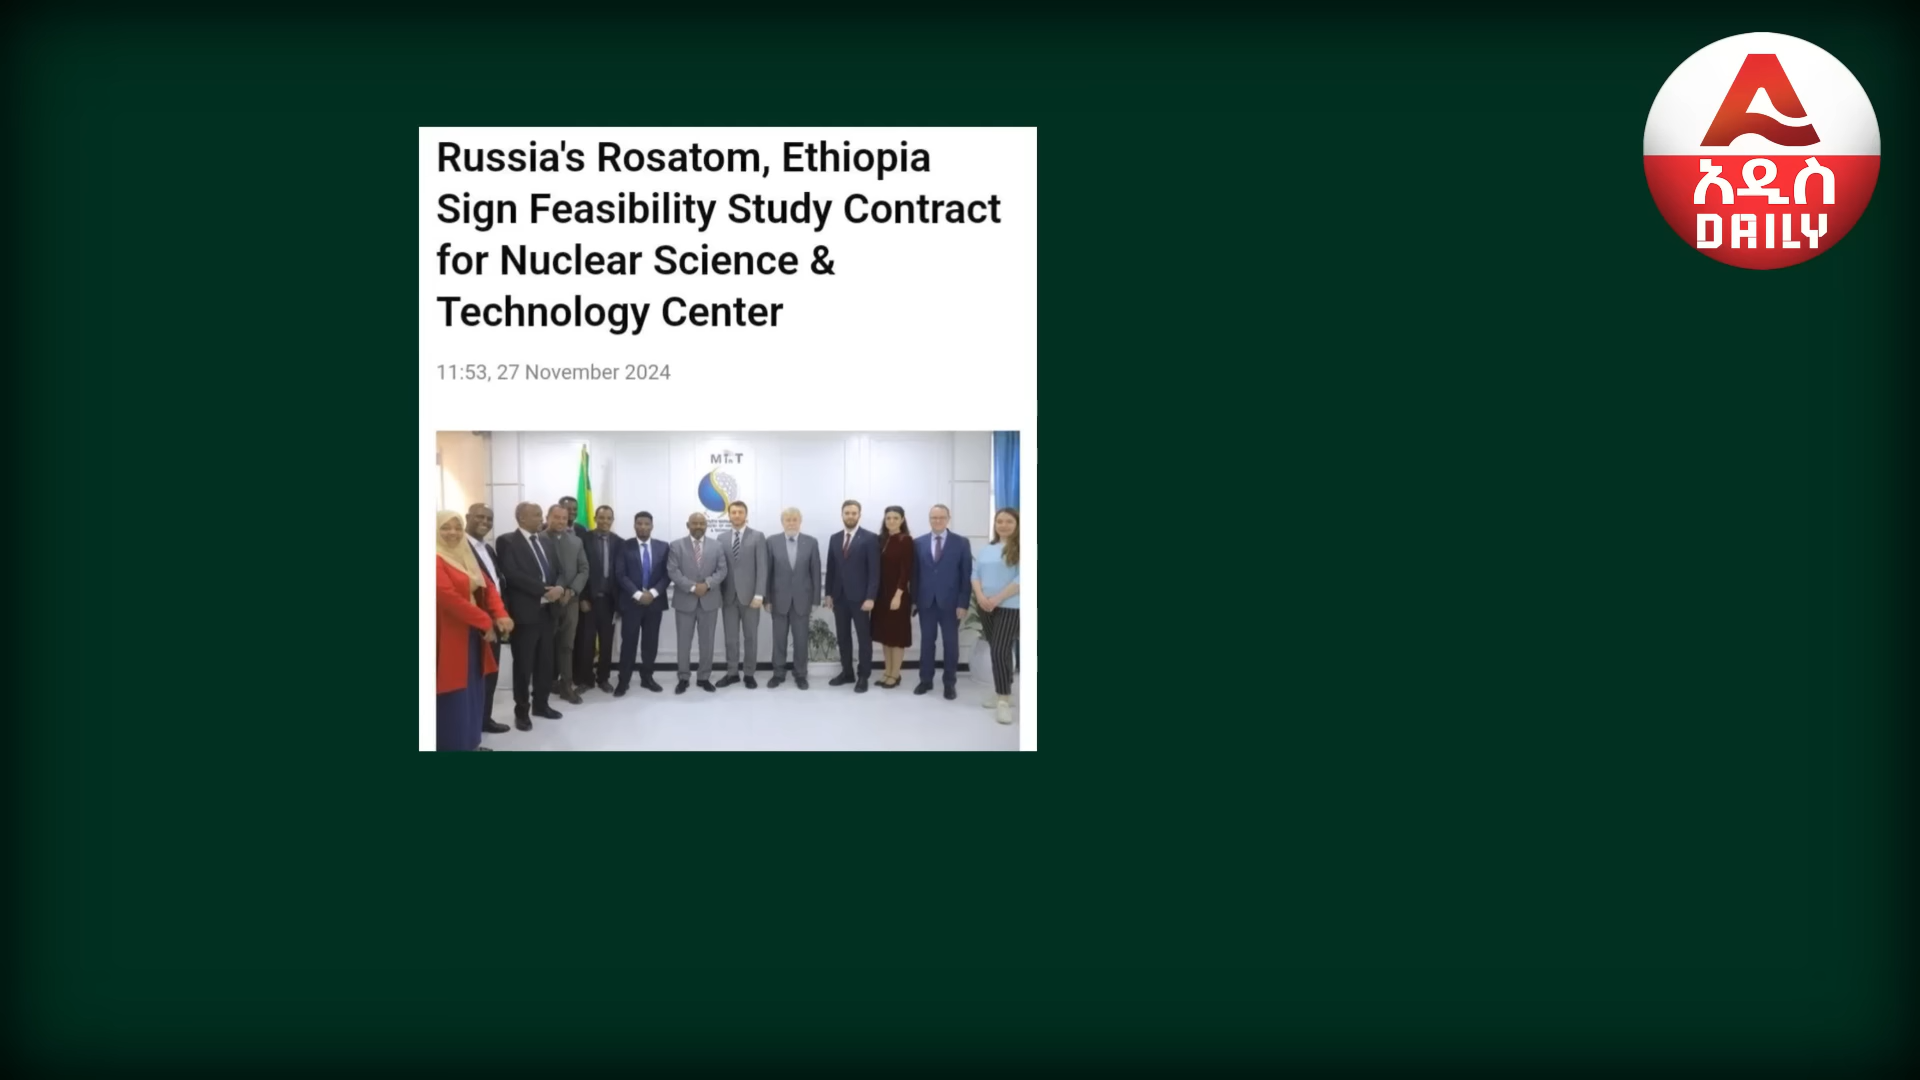 Russia's Rosatom, Ethiopia
Sign Feasibility Study Contract
for Nuclear Science &
Technology Center
11:53, 27 November 2024
አዲስ
DAILY